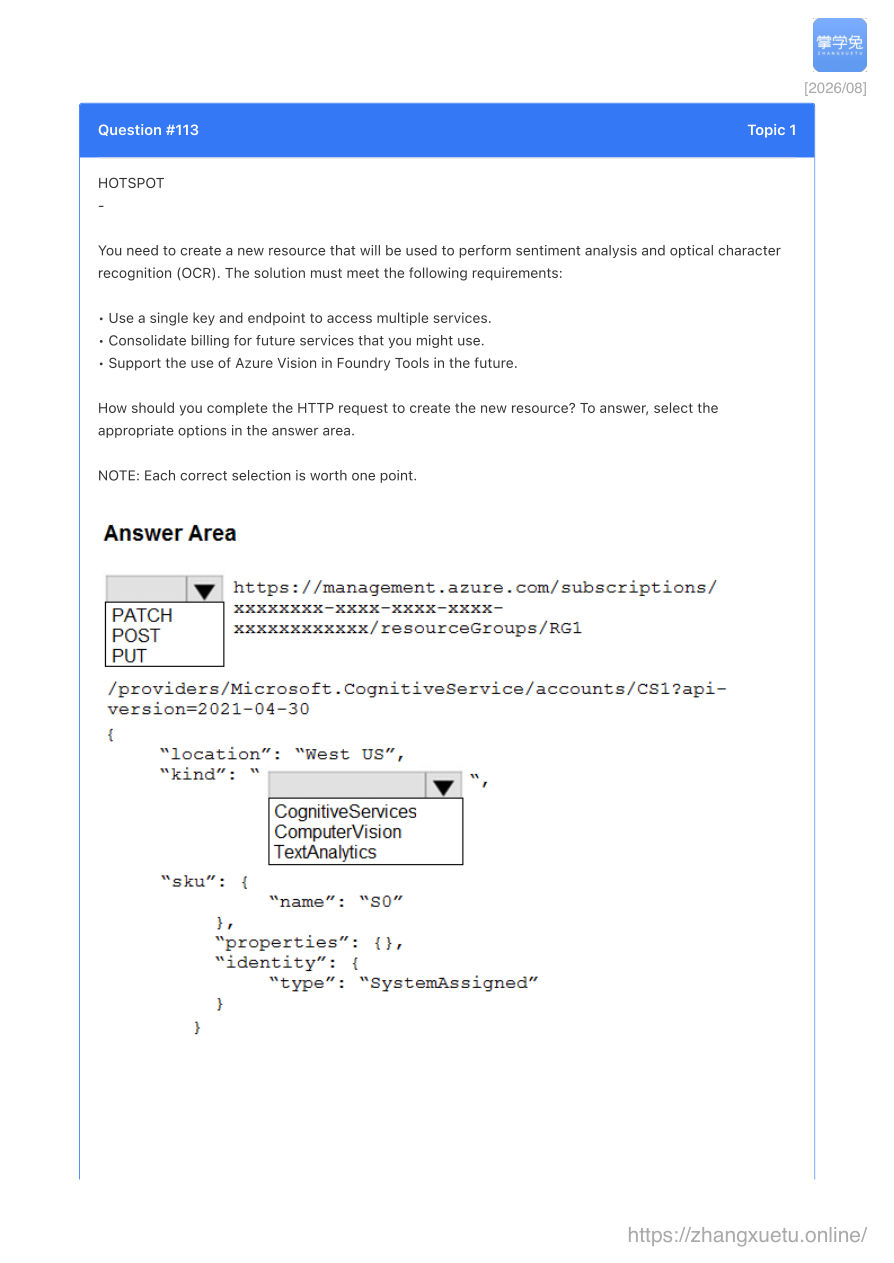 掌学兔
ZHANGXUETU
[2026/08]
Question #113 Topic 1
HOTSPOT
-
You need to create a new resource that will be used to perform sentiment analysis and optical character
recognition (OCR). The solution must meet the following requirements:
• Use a single key and endpoint to access multiple services.
• Consolidate billing for future services that you might use.
• Support the use of Azure Vision in Foundry Tools in the future.
How should you complete the HTTP request to create the new resource? To answer, select the
appropriate options in the answer area.
NOTE: Each correct selection is worth one point.
Answer Area
https://management.azure.com/subscriptions/
PATCH xxxxxxxx-xxxx-xxxx-xxxx-
POST xxxxxxxxxxxx/resourceGroups/RG1
PUT
/providers/Microsoft.CognitiveService/accounts/CS1?api-
version=2021-04-30
{
“location”: “West US”,
“kind”: “ “,
CognitiveServices
ComputerVision
TextAnalytics
“sku”: {
“name”: “S0”
},
“properties”: {},
“identity”: {
“type”: “SystemAssigned”
}
}
https://zhangxuetu.online/